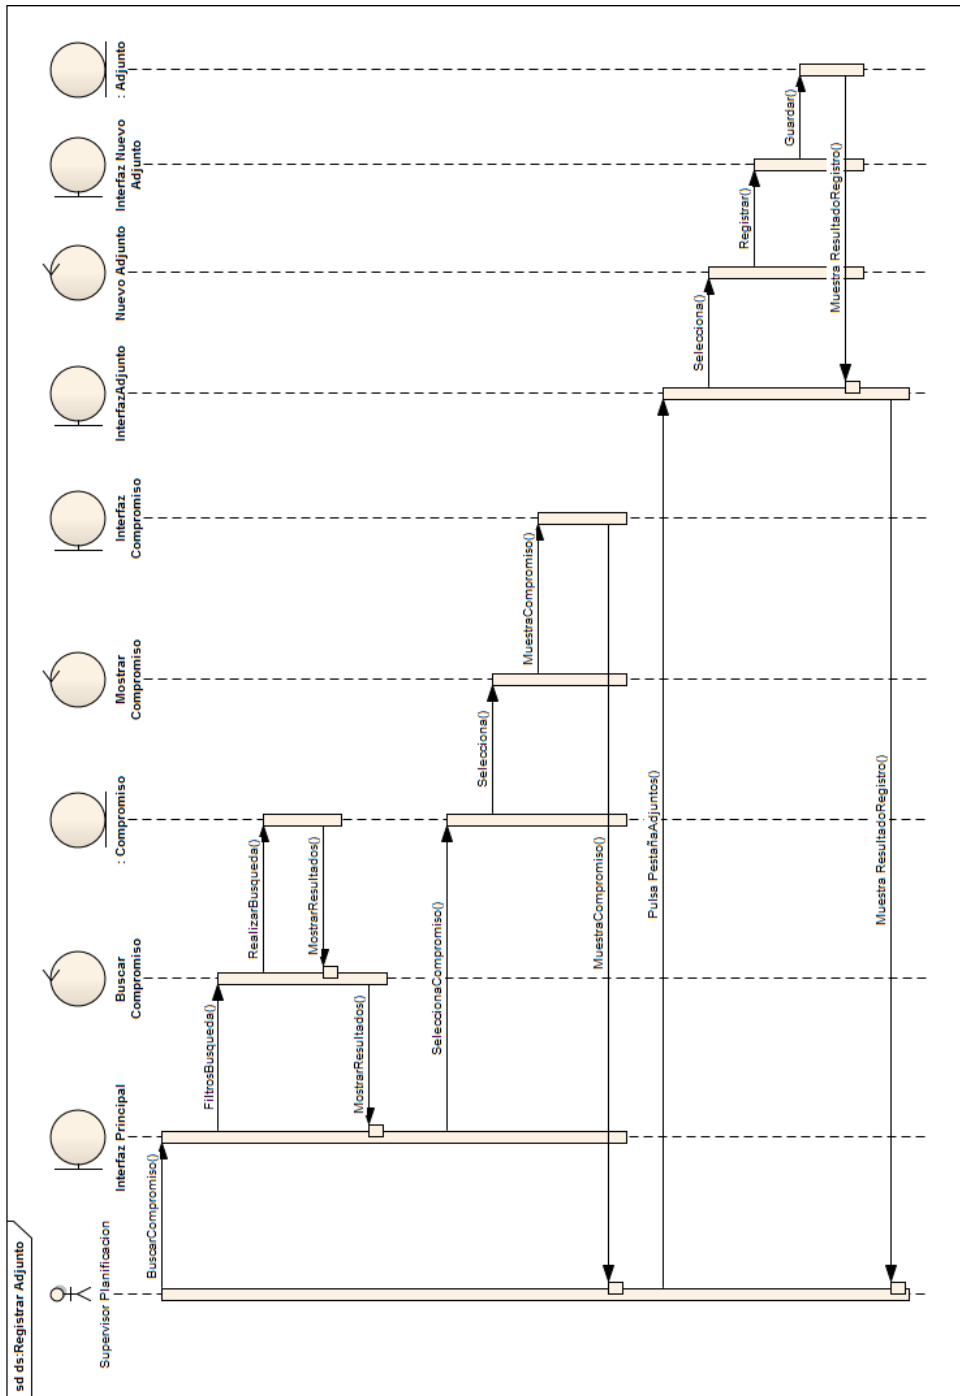 sd ds:Registrar Adjunto
Supervisor Planificacion
Interfaz Principal
Buscar
Compromiso
: Compromiso
Mostrar
Compromiso
Interfaz
Compromiso
InterfazAdjunto
Nuevo Adjunto
Interfaz Nuevo
Adjunto
: Adjunto
BuscarCompromiso()
FiltrosBusqueda()
RealizarBusqueda()
MostrarResultados()
MostrarResultados()
SeleccionaCompromiso()
Selecciona()
MuestraCompromiso()
MuestraCompromiso()
Pulsa PestañaAdjuntos()
Selecciona()
Registrar()
Guardar()
Muestra ResultadoRegistro()
Muestra ResultadoRegistro()